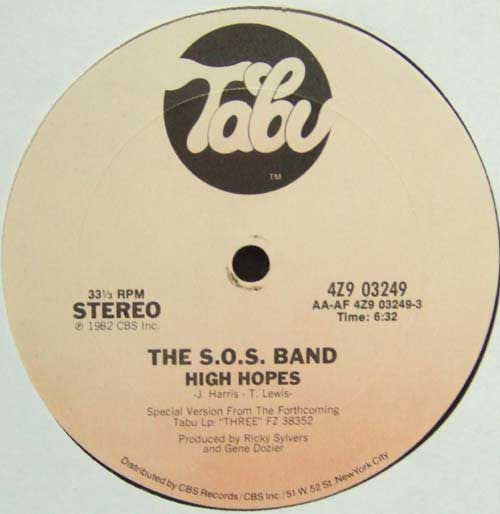 Tabu
TM
33⅓ RPM
STEREO
℗ 1982 CBS Inc.
4Z9 03249
AA-AF 4Z9 03249-3
Time: 6:32
THE S.O.S. BAND
HIGH HOPES
-J. Harris - T. Lewis-
Special Version From The Forthcoming
Tabu Lp: "THREE" FZ 38352
Produced by Ricky Sylvers
and Gene Dozier
Distributed by CBS Records/CBS Inc./51 W. 52 St. New York City